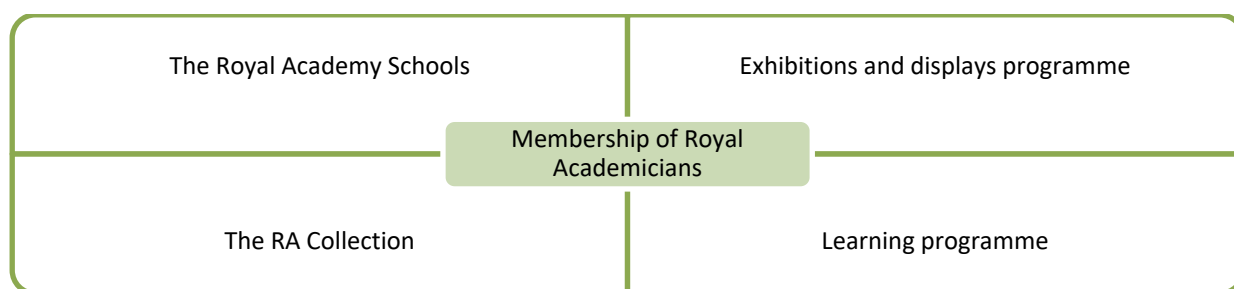 The Royal Academy Schools
Exhibitions and displays programme
Membership of Royal
Academicians
The RA Collection
Learning programme